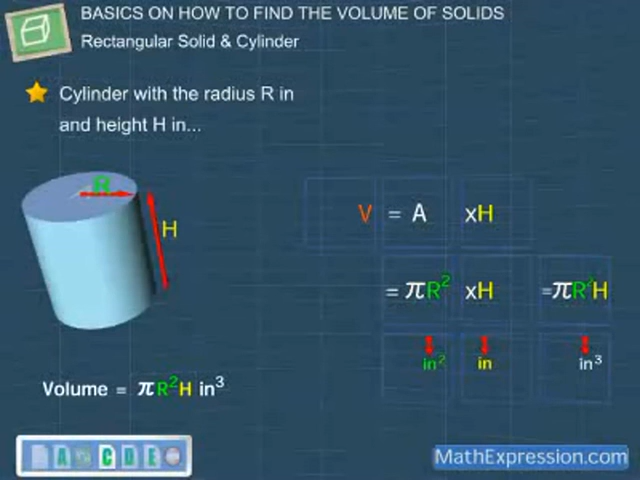 BASICS ON HOW TO FIND THE VOLUME OF SOLIDS
Rectangular Solid & Cylinder
Cylinder with the radius R in
and height H in...
R
H
V = A xH
= πR² xH =πR²H
in² in in³
Volume = πR²H in³
A C D E
MathExpression.com